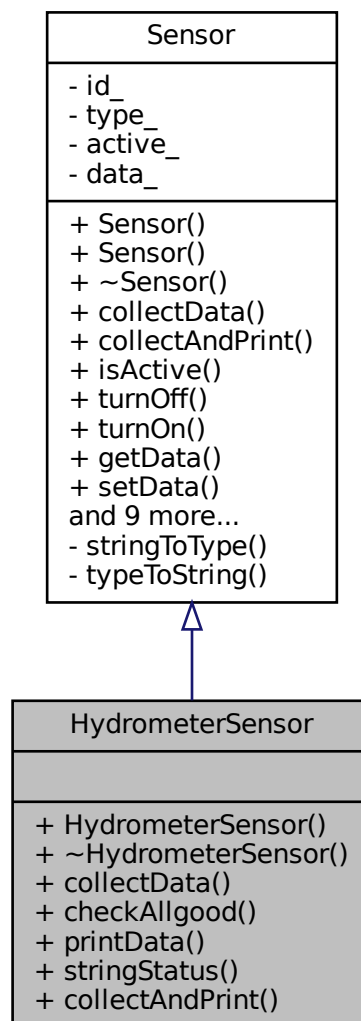 Sensor
- id_
- type_
- active_
- data_
+ Sensor()
+ Sensor()
+ ~Sensor()
+ collectData()
+ collectAndPrint()
+ isActive()
+ turnOff()
+ turnOn()
+ getData()
+ setData()
and 9 more...
- stringToType()
- typeToString()
HydrometerSensor
+ HydrometerSensor()
+ ~HydrometerSensor()
+ collectData()
+ checkAllgood()
+ printData()
+ stringStatus()
+ collectAndPrint()